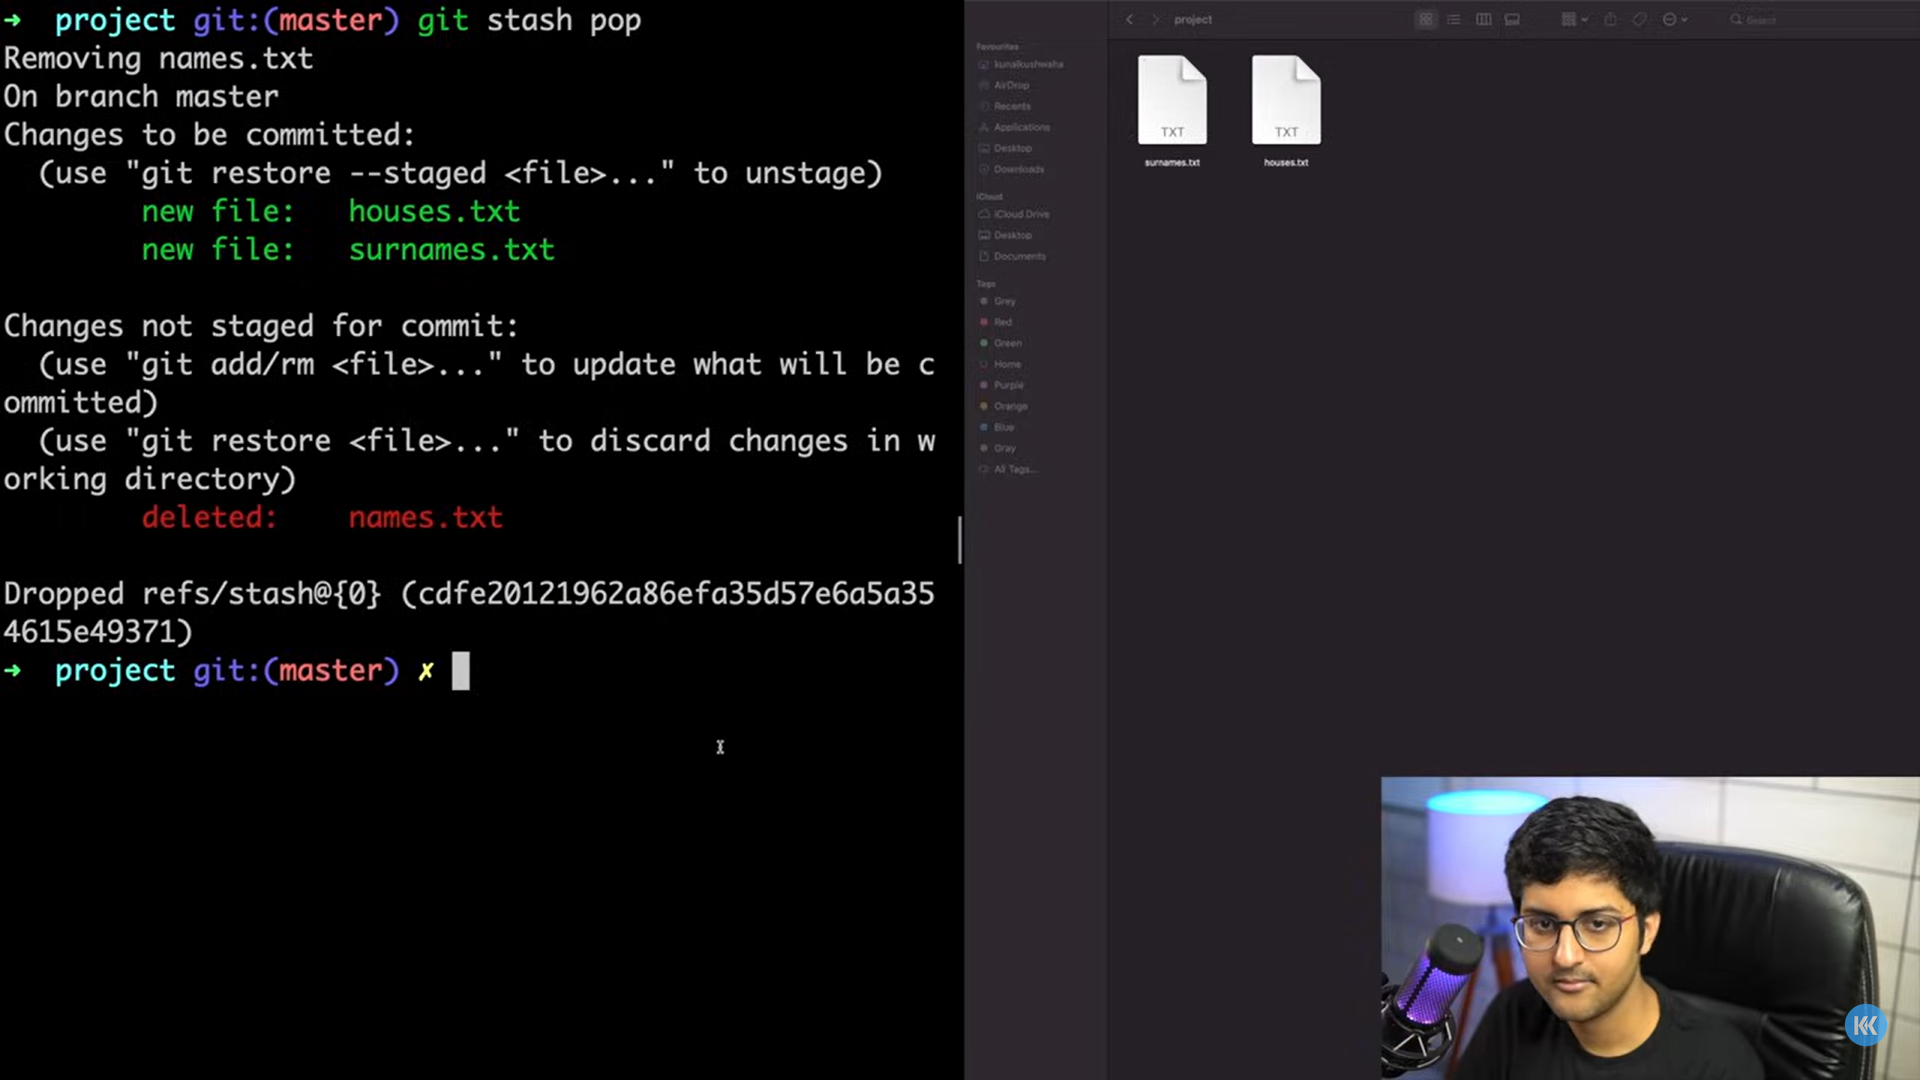 ➜ project git:(master) git stash pop
Removing names.txt
On branch master
Changes to be committed:
(use "git restore --staged <file>..." to unstage)
new file: houses.txt
new file: surnames.txt
Changes not staged for commit:
(use "git add/rm <file>..." to update what will be c
ommitted)
(use "git restore <file>..." to discard changes in w
orking directory)
deleted: names.txt
Dropped refs/stash@{0} (cdfe20121962a86efa35d57e6a5a35
4615e49371)
➜ project git:(master) ✗
project
Search
Favourites
kunalkushwaha
AirDrop
Recents
Applications
Desktop
Downloads
iCloud
iCloud Drive
Desktop
Documents
Tags
Grey
Red
Green
Home
Purple
Orange
Blue
Gray
All Tags...
TXT
surnames.txt
TXT
houses.txt
KK